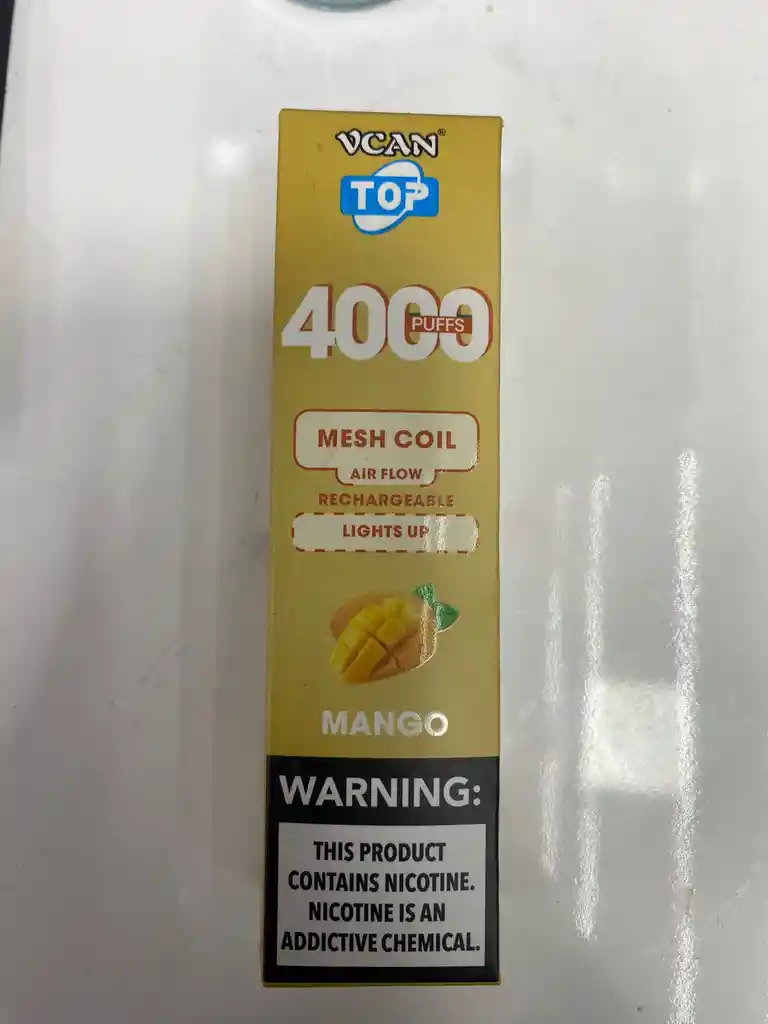 VCAN®
TOP
4000
PUFFS
MESH COIL
AIR FLOW
RECHARGEABLE
LIGHTS UP
MANGO
WARNING:
THIS PRODUCT
CONTAINS NICOTINE.
NICOTINE IS AN
ADDICTIVE CHEMICAL.